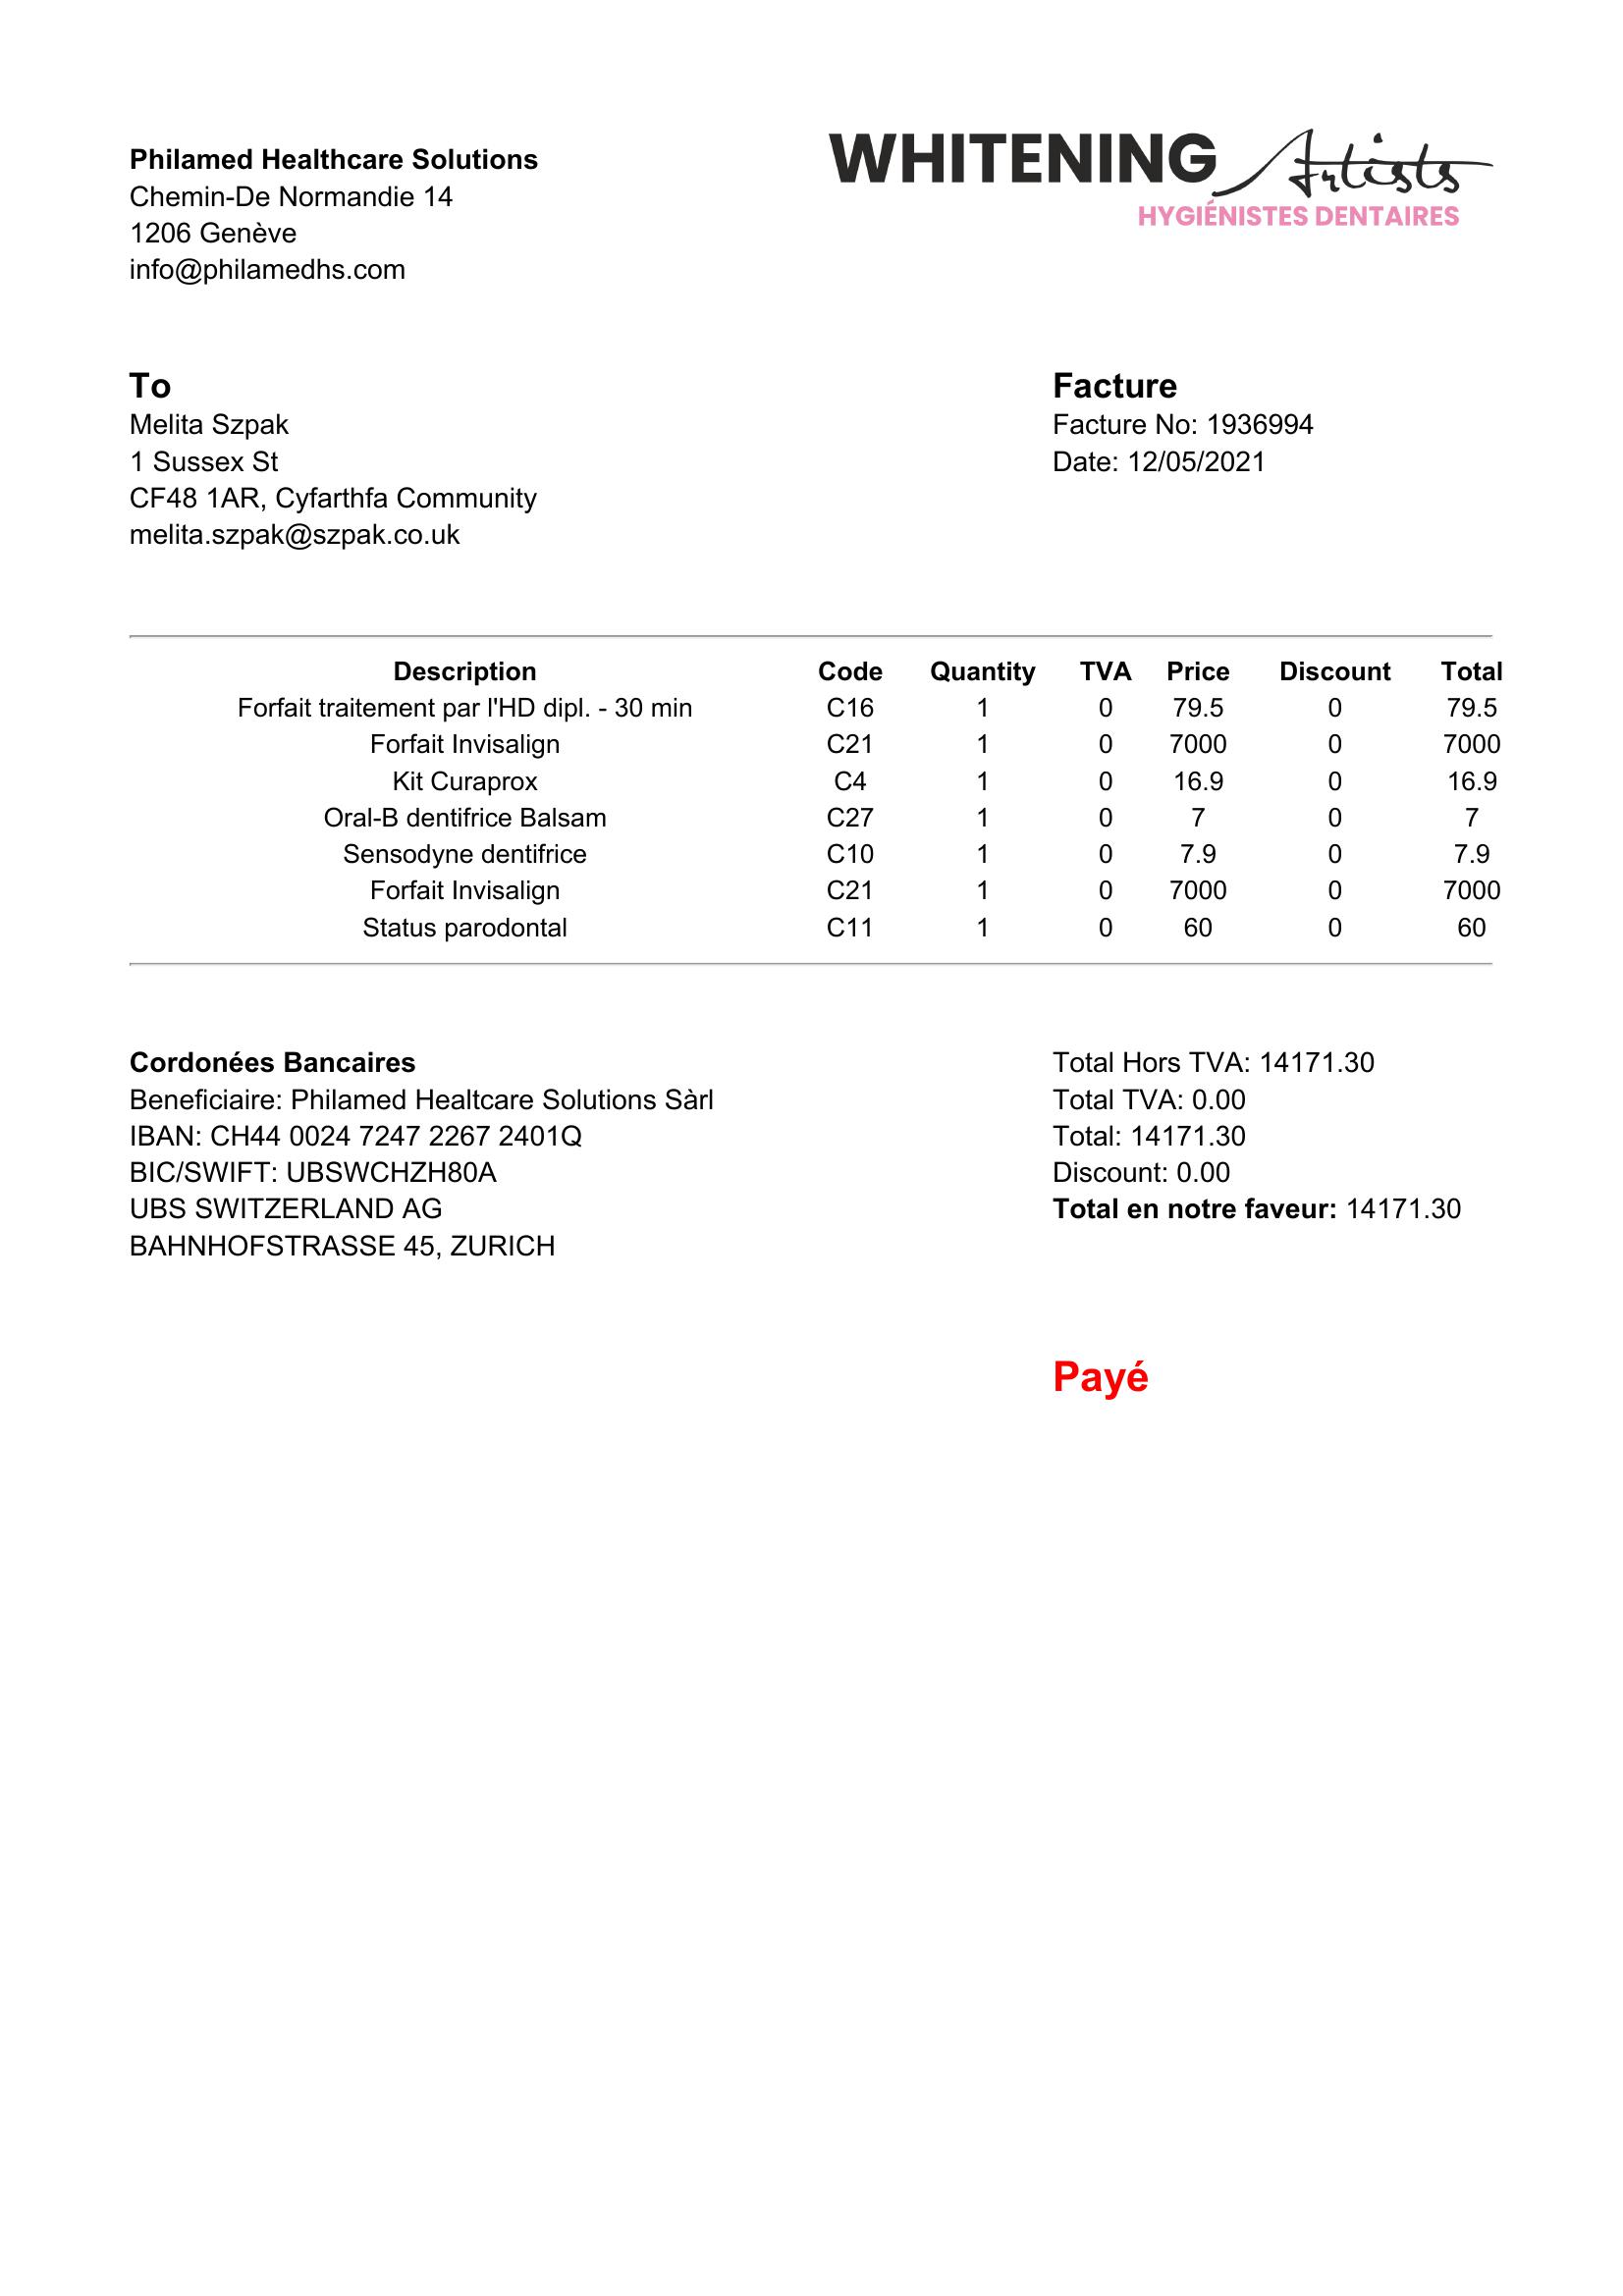 Philamed Healthcare Solutions
Chemin-De Normandie 14
1206 Genève
info@philamedhs.com
WHITENING Artists
HYGIÉNISTES DENTAIRES
To
Melita Szpak
1 Sussex St
CF48 1AR, Cyfarthfa Community
melita.szpak@szpak.co.uk
Facture
Facture No: 1936994
Date: 12/05/2021
Description Code Quantity TVA Price Discount Total
Forfait traitement par l'HD dipl. - 30 min C16 1 0 79.5 0 79.5
Forfait Invisalign C21 1 0 7000 0 7000
Kit Curaprox C4 1 0 16.9 0 16.9
Oral-B dentifrice Balsam C27 1 0 7 0 7
Sensodyne dentifrice C10 1 0 7.9 0 7.9
Forfait Invisalign C21 1 0 7000 0 7000
Status parodontal C11 1 0 60 0 60
Cordonées Bancaires
Beneficiaire: Philamed Healtcare Solutions Sàrl
IBAN: CH44 0024 7247 2267 2401Q
BIC/SWIFT: UBSWCHZH80A
UBS SWITZERLAND AG
BAHNHOFSTRASSE 45, ZURICH
Total Hors TVA: 14171.30
Total TVA: 0.00
Total: 14171.30
Discount: 0.00
Total en notre faveur: 14171.30
Payé